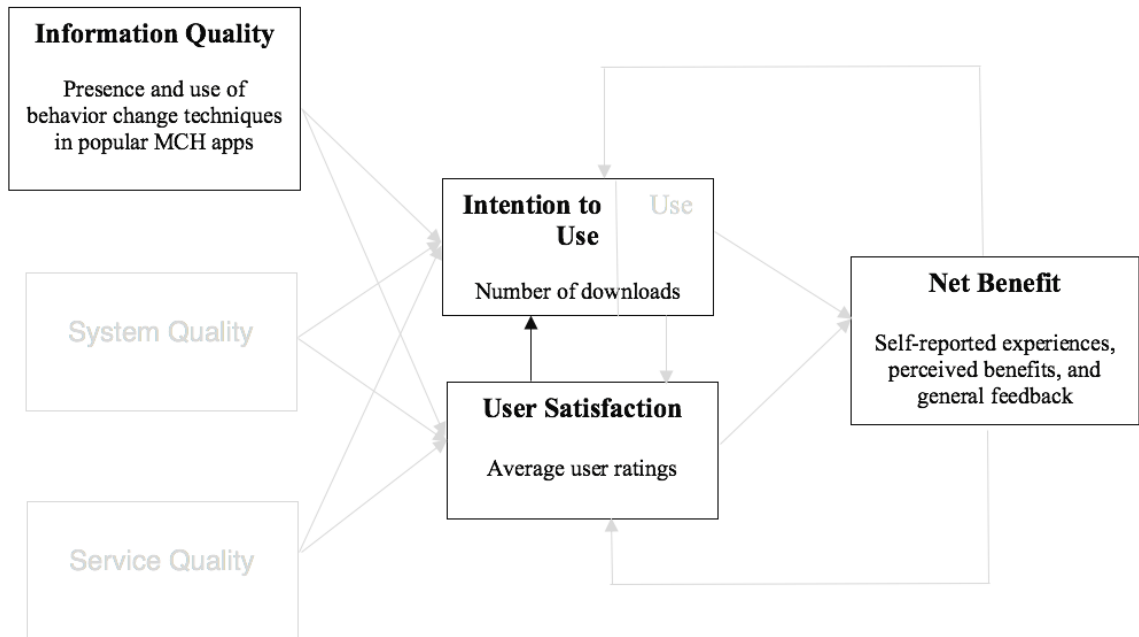 Information Quality
Presence and use of
behavior change techniques
in popular MCH apps
Intention to Use
Use
Number of downloads
System Quality
Net Benefit
Self-reported experiences,
perceived benefits, and
general feedback
User Satisfaction
Average user ratings
Service Quality